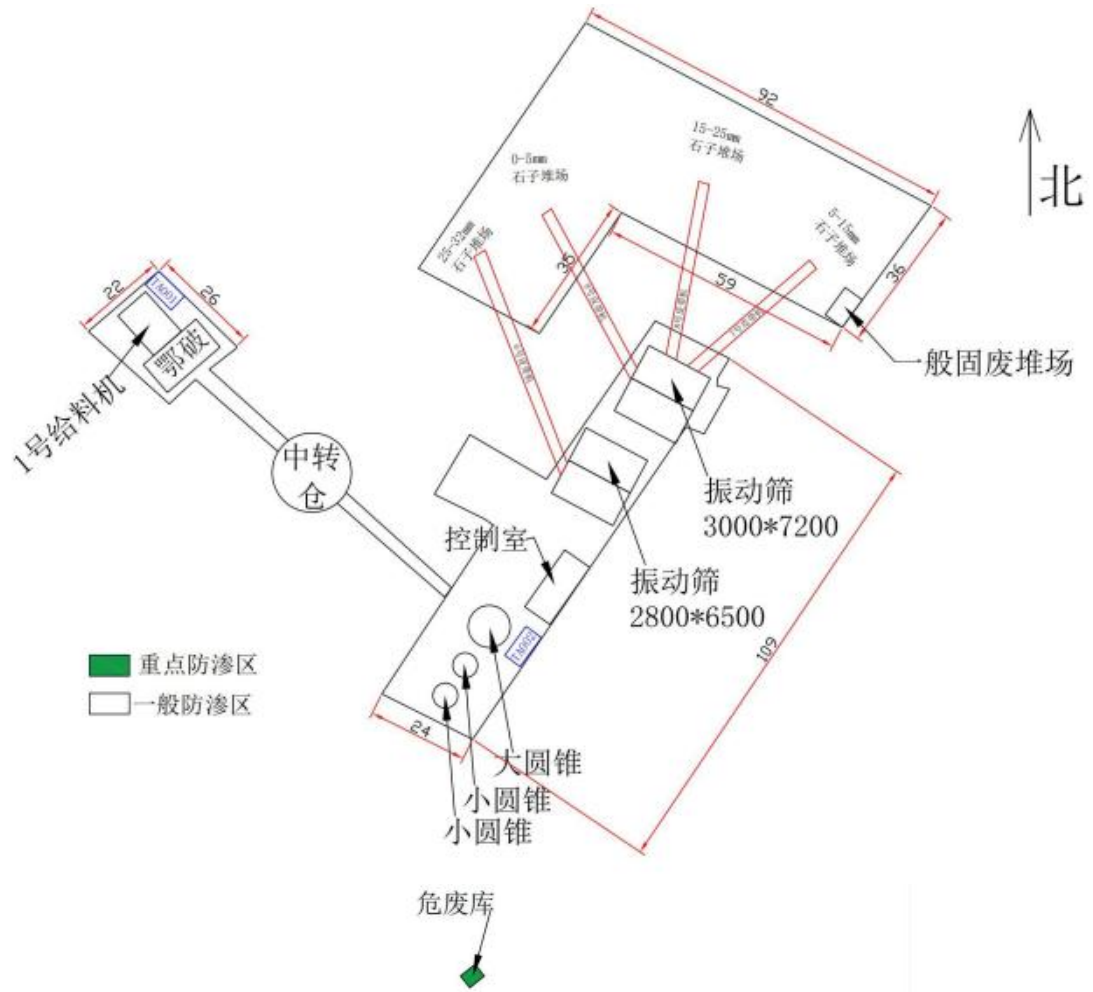 92
15-25mm
石子堆场
0-5mm
石子堆场
5-15mm
石子堆场
25-32mm
石子堆场
北
36
59
36
22
26
TA001
鄂破
1号给料机
一般固废堆场
中转
仓
振动筛
3000*7200
控制室
振动筛
2800*6500
TA002
109
重点防渗区
一般防渗区
24
大圆锥
小圆锥
小圆锥
危废库